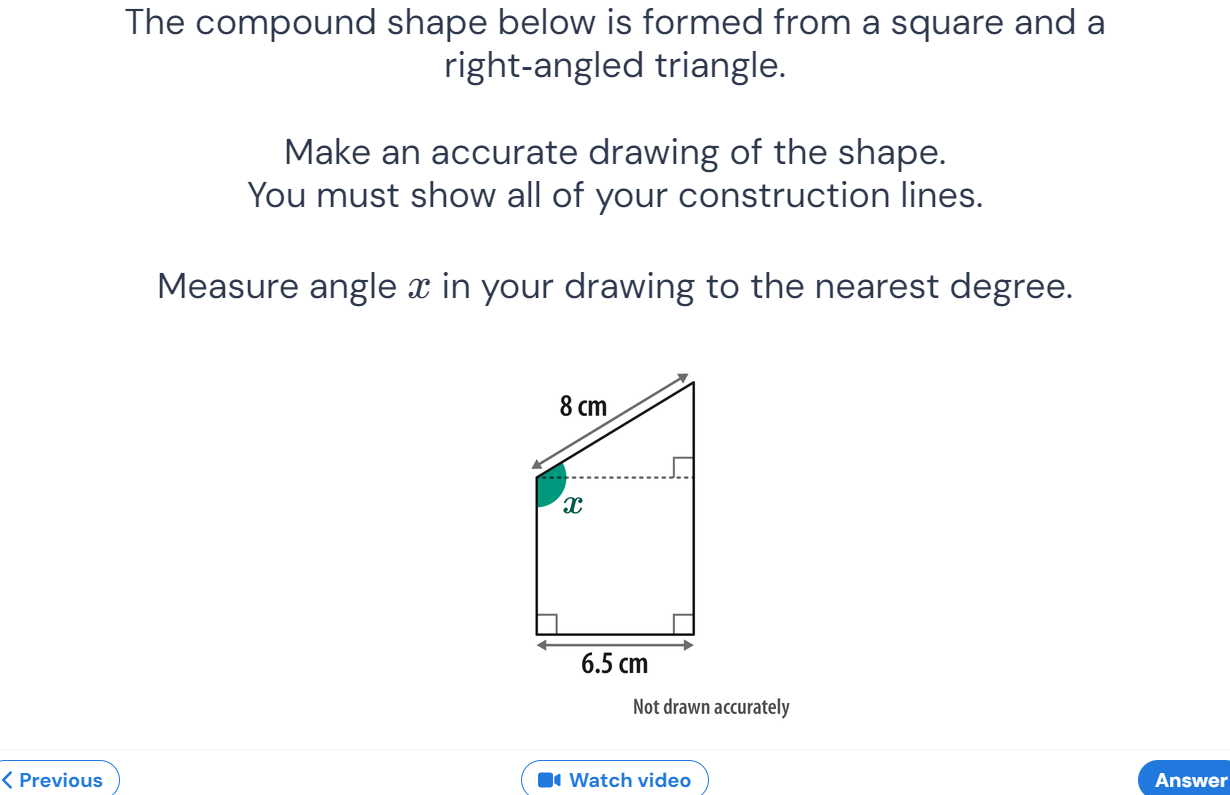 The compound shape below is formed from a square and a
right-angled triangle.
Make an accurate drawing of the shape.
You must show all of your construction lines.
Measure angle x in your drawing to the nearest degree.
8 cm
x
6.5 cm
Not drawn accurately
Previous
Watch video
Answer